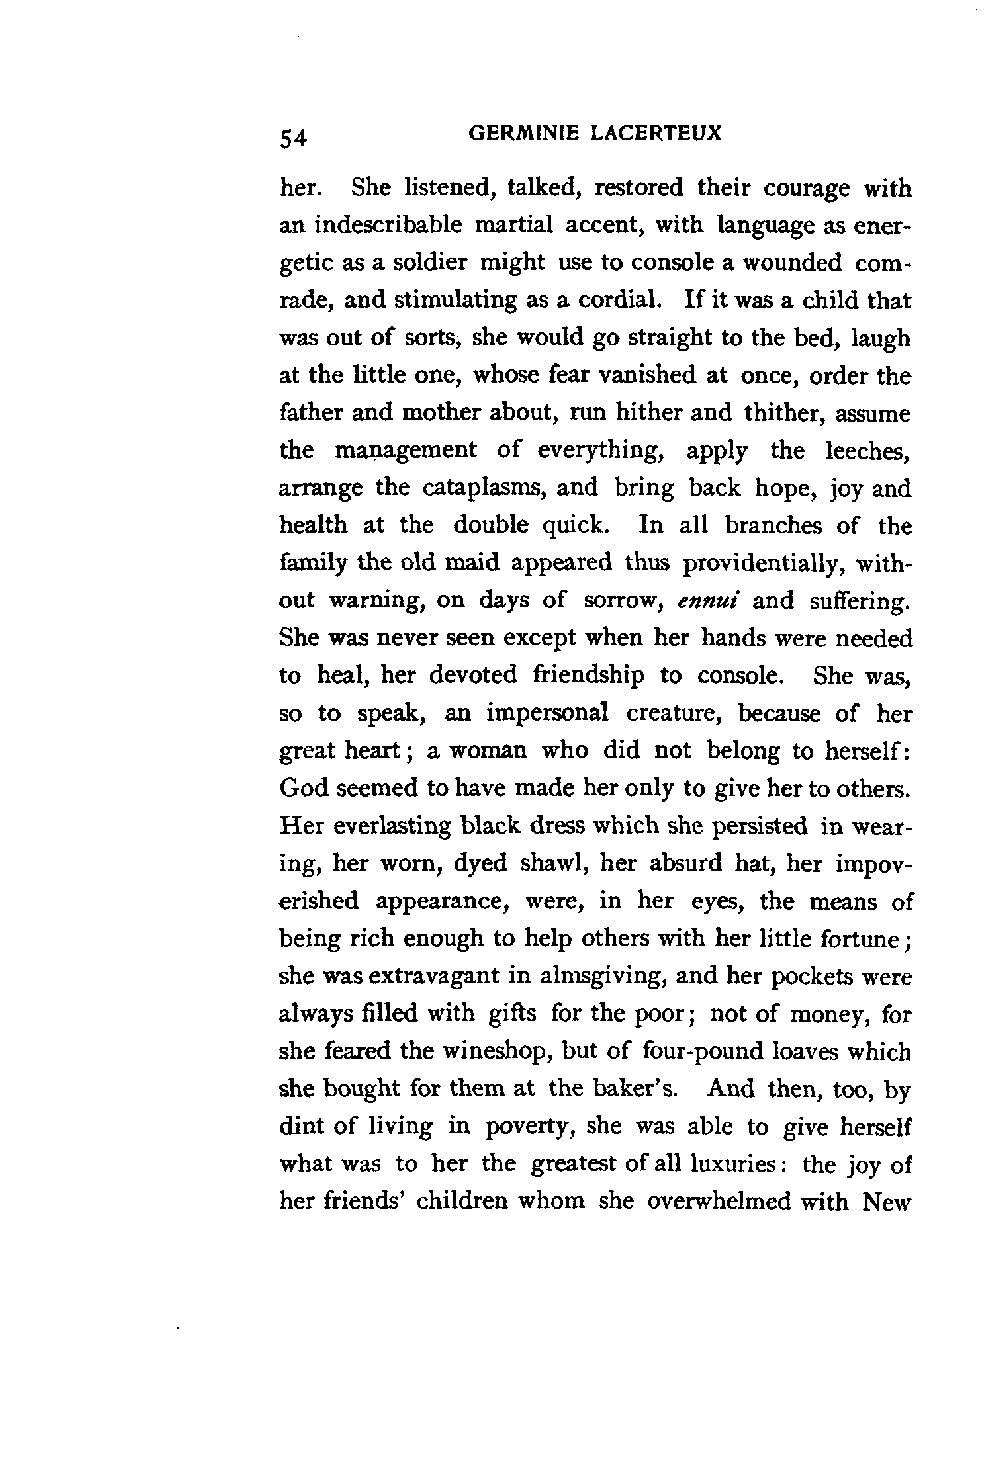 54 GERMINIE LACERTEUX
her. She listened, talked, restored their courage with
an indescribable martial accent, with language as ener-
getic as a soldier might use to console a wounded com-
rade, and stimulating as a cordial. If it was a child that
was out of sorts, she would go straight to the bed, laugh
at the little one, whose fear vanished at once, order the
father and mother about, run hither and thither, assume
the management of everything, apply the leeches,
arrange the cataplasms, and bring back hope, joy and
health at the double quick. In all branches of the
family the old maid appeared thus providentially, with-
out warning, on days of sorrow, ennui and suffering.
She was never seen except when her hands were needed
to heal, her devoted friendship to console. She was,
so to speak, an impersonal creature, because of her
great heart; a woman who did not belong to herself:
God seemed to have made her only to give her to others.
Her everlasting black dress which she persisted in wear-
ing, her worn, dyed shawl, her absurd hat, her impov-
erished appearance, were, in her eyes, the means of
being rich enough to help others with her little fortune;
she was extravagant in almsgiving, and her pockets were
always filled with gifts for the poor; not of money, for
she feared the wineshop, but of four-pound loaves which
she bought for them at the baker's. And then, too, by
dint of living in poverty, she was able to give herself
what was to her the greatest of all luxuries: the joy of
her friends' children whom she overwhelmed with New